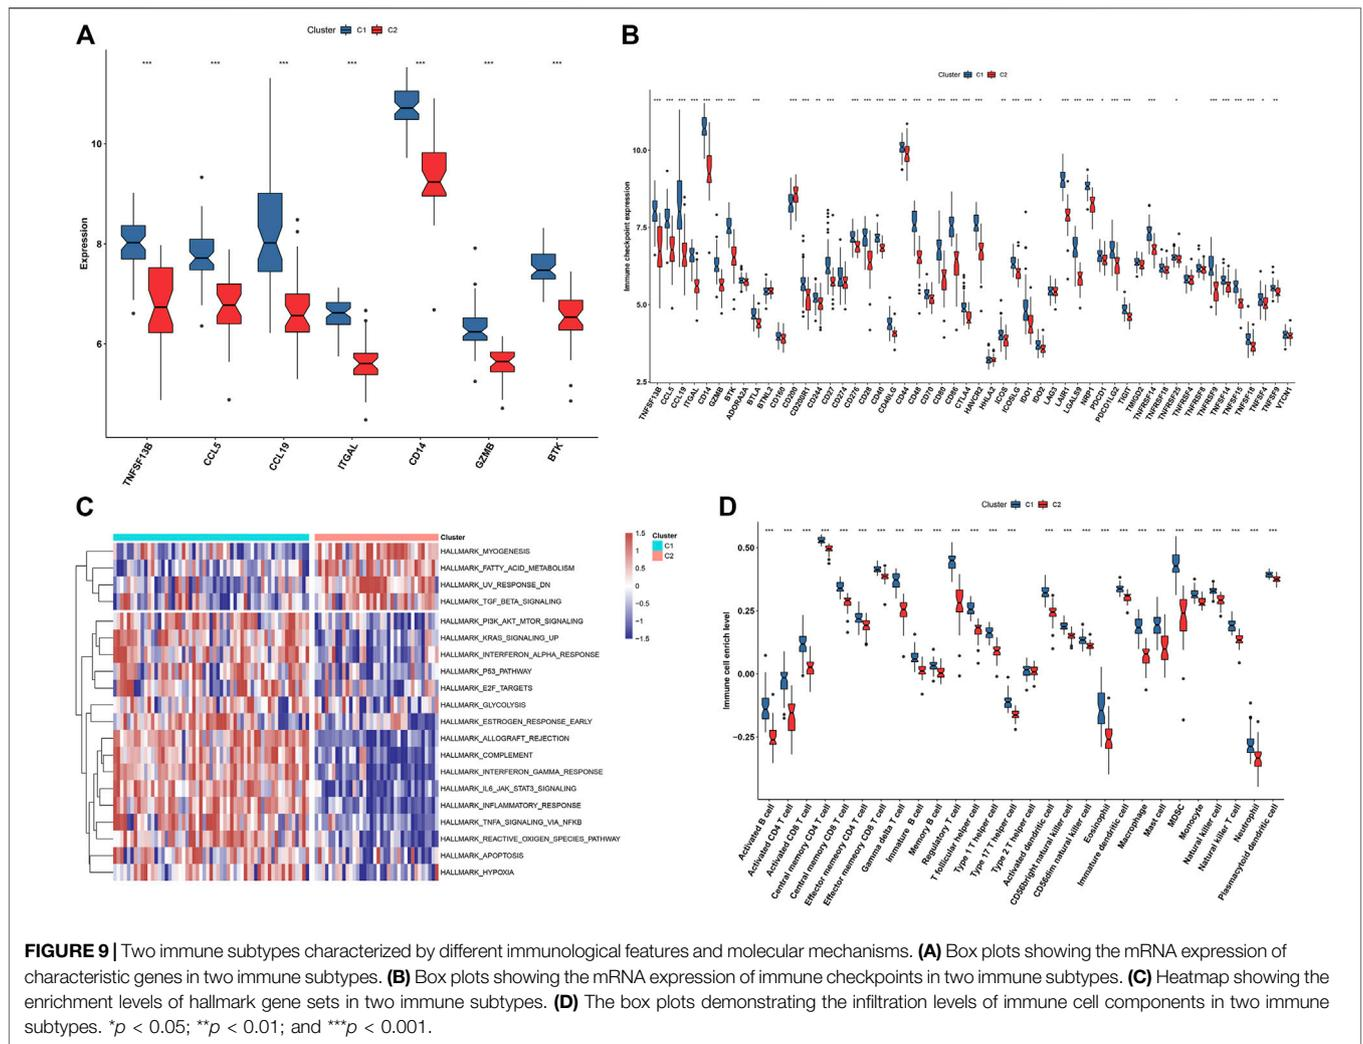 A
Cluster C1 C2
*** *** *** *** *** *** ***
Expression
10
8
6
TNFSF13B CCL5 CCL19 ITGAL CD14 GZMB BTK
B
Cluster C1 C2
Immune checkpoint expression
10.0
7.5
5.0
2.5
TNFSF13B CCL5 CCL19 ITGAL CD14 GZMB BTK ADORA2A BTLA BTNL2 CD160 CD200 CD200R1 CD244 CD27 CD274 CD276 CD28 CD40 CD40LG CD44 CD48 CD70 CD80 CD86 CTLA4 HAVCR2 HHLA2 ICOS ICOSLG IDO1 IDO2 LAG3 LAIR1 LGALS9 NRP1 PDCD1 PDCD1LG2 TIGIT TMIGD2 TNFRSF14 TNFRSF18 TNFRSF25 TNFRSF4 TNFRSF8 TNFRSF9 TNFSF14 TNFSF15 TNFSF18 TNFSF4 TNFSF9 VTCN1
C
Cluster
HALLMARK_MYOGENESIS
HALLMARK_FATTY_ACID_METABOLISM
HALLMARK_UV_RESPONSE_DN
HALLMARK_TGF_BETA_SIGNALING
HALLMARK_PI3K_AKT_MTOR_SIGNALING
HALLMARK_KRAS_SIGNALING_UP
HALLMARK_INTERFERON_ALPHA_RESPONSE
HALLMARK_P53_PATHWAY
HALLMARK_E2F_TARGETS
HALLMARK_GLYCOLYSIS
HALLMARK_ESTROGEN_RESPONSE_EARLY
HALLMARK_ALLOGRAFT_REJECTION
HALLMARK_COMPLEMENT
HALLMARK_INTERFERON_GAMMA_RESPONSE
HALLMARK_IL6_JAK_STAT3_SIGNALING
HALLMARK_INFLAMMATORY_RESPONSE
HALLMARK_TNFA_SIGNALING_VIA_NFKB
HALLMARK_REACTIVE_OXIGEN_SPECIES_PATHWAY
HALLMARK_APOPTOSIS
HALLMARK_HYPOXIA
1.5
1
0.5
0
−0.5
−1
−1.5
Cluster
C1
C2
D
Cluster C1 C2
Immune cell enrich level
0.50
0.25
0.00
−0.25
Activated B cell
Activated CD4 T cell
Activated CD8 T cell
Central memory CD4 T cell
Central memory CD8 T cell
Effector memory CD4 T cell
Effector memory CD8 T cell
Gamma delta T cell
Immature B cell
Memory B cell
Regulatory T cell
T follicular helper cell
Type 1 T helper cell
Type 17 T helper cell
Type 2 T helper cell
Activated dendritic cell
CD56bright natural killer cell
CD56dim natural killer cell
Eosinophil
Immature dendritic cell
Macrophage
Mast cell
MDSC
Monocyte
Natural killer cell
Natural killer T cell
Neutrophil
Plasmacytoid dendritic cell
FIGURE 9 | Two immune subtypes characterized by different immunological features and molecular mechanisms. (A) Box plots showing the mRNA expression of
characteristic genes in two immune subtypes. (B) Box plots showing the mRNA expression of immune checkpoints in two immune subtypes. (C) Heatmap showing the
enrichment levels of hallmark gene sets in two immune subtypes. (D) The box plots demonstrating the infiltration levels of immune cell components in two immune
subtypes. *p < 0.05; **p < 0.01; and ***p < 0.001.